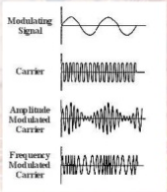 Modulating
Signal
Carrier
Amplitude
Modulated
Carrier
Frequency
Modulated
Carrier